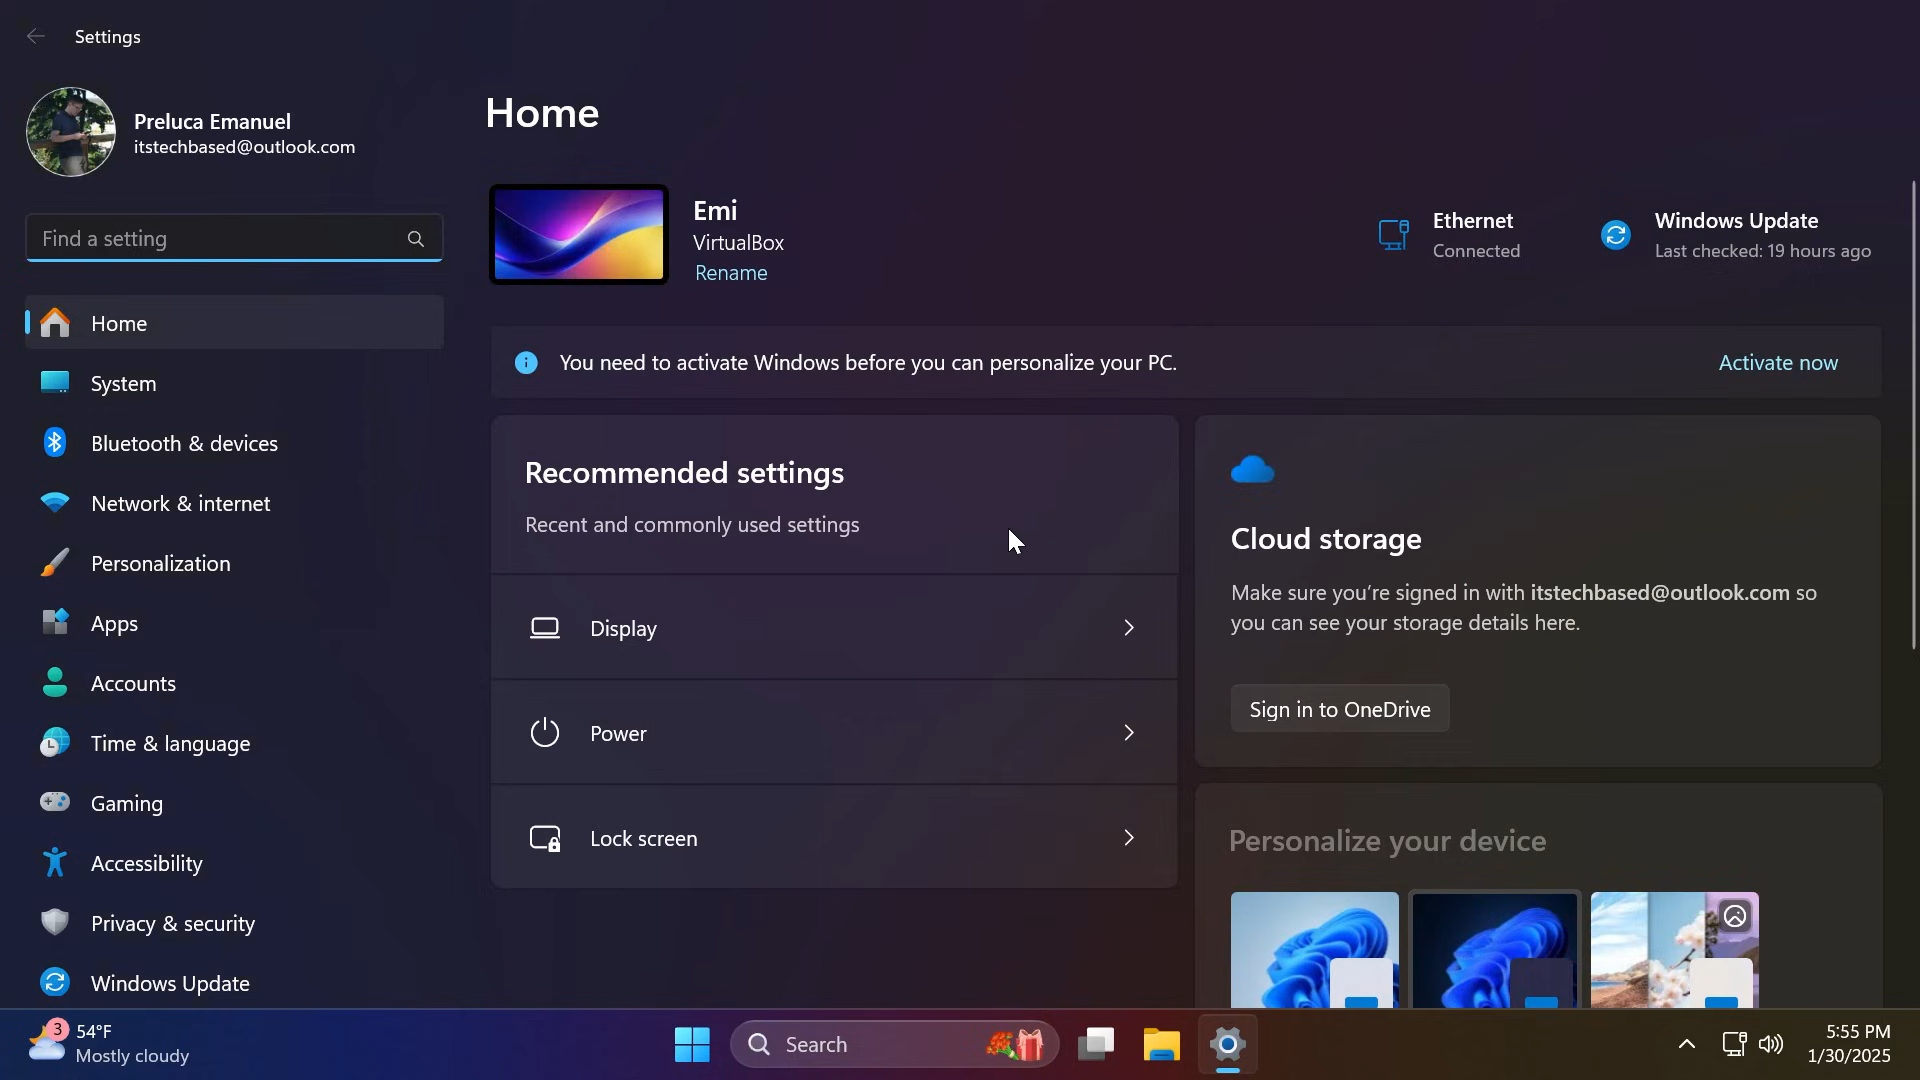 Settings
Preluca Emanuel
itstechbased@outlook.com
Find a setting
Home
System
Bluetooth & devices
Network & internet
Personalization
Apps
Accounts
Time & language
Gaming
Accessibility
Privacy & security
Windows Update
Home
Emi
VirtualBox
Rename
Ethernet
Connected
Windows Update
Last checked: 19 hours ago
You need to activate Windows before you can personalize your PC.
Activate now
Recommended settings
Recent and commonly used settings
Display
Power
Lock screen
Cloud storage
Make sure you’re signed in with itstechbased@outlook.com so
you can see your storage details here.
Sign in to OneDrive
Personalize your device
3
54°F
Mostly cloudy
Search
5:55 PM
1/30/2025